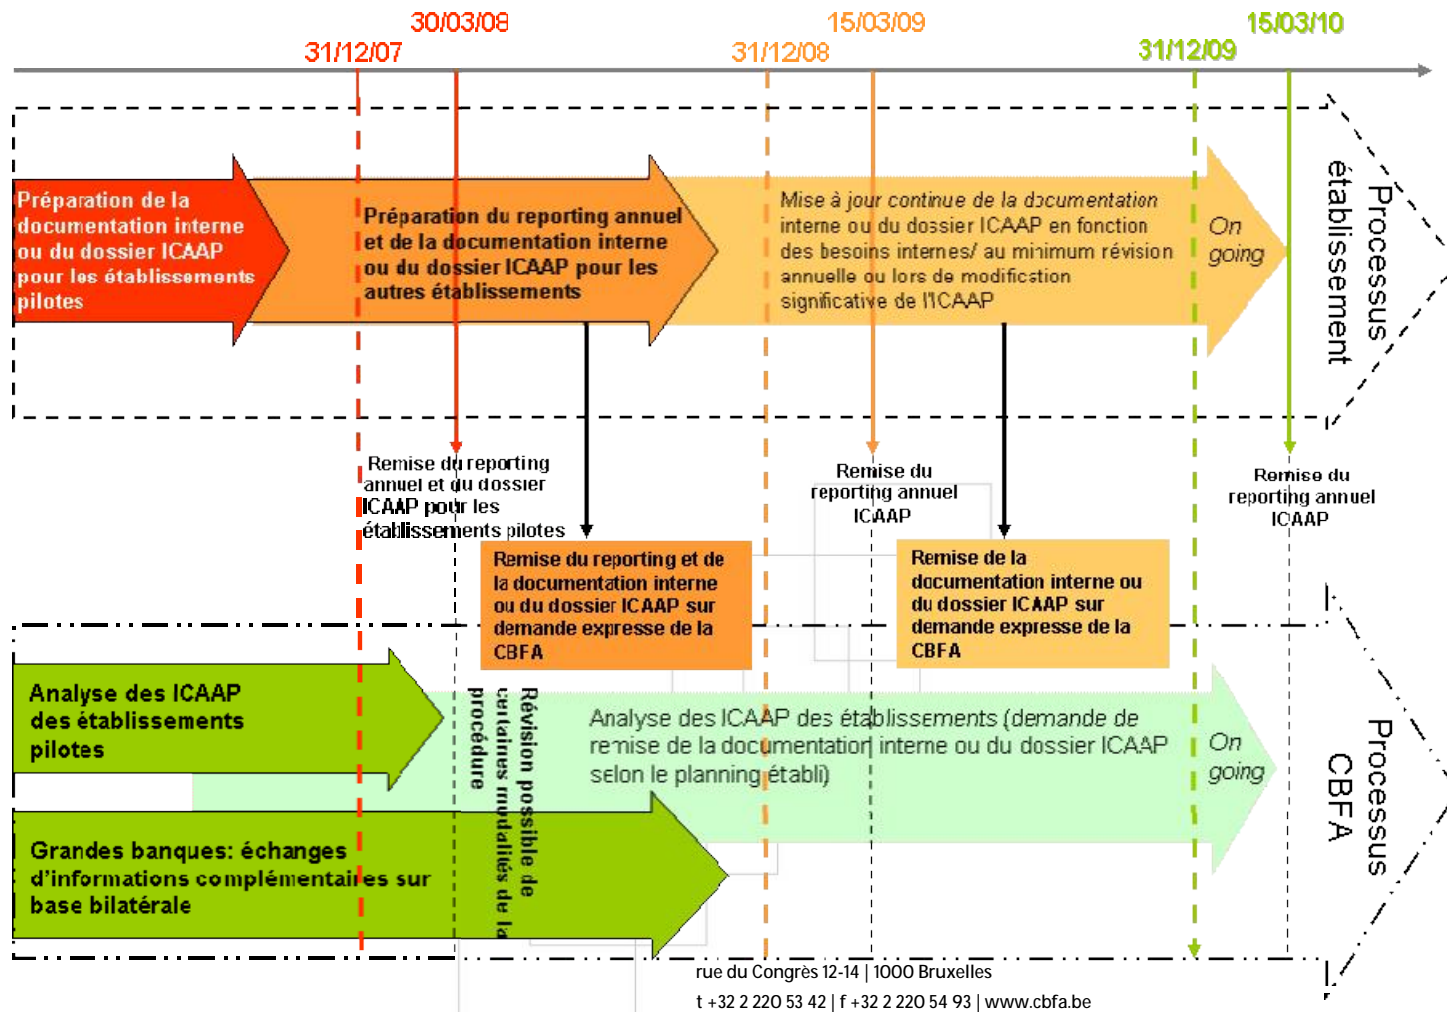 30/03/08
15/03/09
15/03/10
31/12/07
31/12/08
31/12/09
Préparation de la
documentation interne
ou du dossier ICAAP
pour les établissements
pilotes
Préparation du reporting annuel
et de la documentation interne
ou du dossier ICAAP pour les
autres établissements
Mise à jour continue de la documentation
interne ou du dossier ICAAP en fonction
des besoins internes/ au minimum révision
annuelle ou lors de modification
significative de l'ICAAP
On
going
Processus
établissement
Remise du reporting
annuel et du dossier
ICAAP pour les
établissements pilotes
Remise du
reporting annuel
ICAAP
Remise du
reporting annuel
ICAAP
Remise du reporting et de
la documentation interne
ou du dossier ICAAP sur
demande expresse de la
CBFA
Remise de la
documentation interne ou
du dossier ICAAP sur
demande expresse de la
CBFA
Analyse des ICAAP
des établissements
pilotes
Révision possible de
certaines modalités de la
procédure
Analyse des ICAAP des établissements (demande de
remise de la documentation interne ou du dossier ICAAP
selon le planning établi)
On
going
Processus
CBFA
Grandes banques: échanges
d'informations complémentaires sur
base bilatérale
rue du Congrès 12-14 | 1000 Bruxelles
t +32 2 220 53 42 | f +32 2 220 54 93 | www.cbfa.be